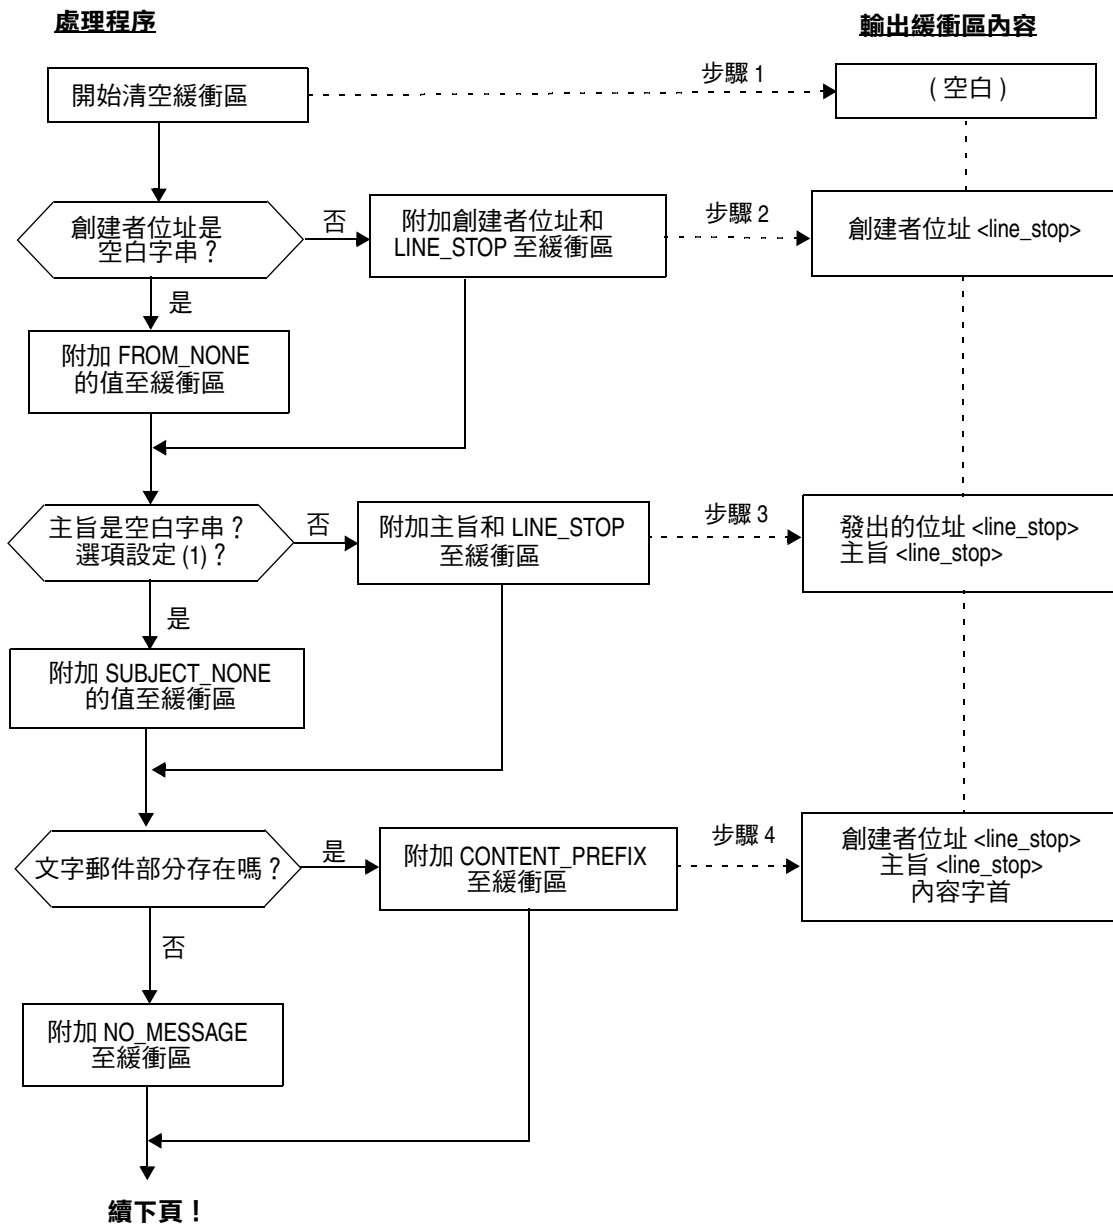 處理程序
輸出緩衝區內容
開始清空緩衝區
步驟 1
( 空白 )
創建者位址是
空白字串？
否
附加創建者位址和
LINE_STOP 至緩衝區
步驟 2
創建者位址 <line_stop>
是
附加 FROM_NONE
的值至緩衝區
主旨是空白字串？
選項設定 (1)？
否
附加主旨和 LINE_STOP
至緩衝區
步驟 3
發出的位址 <line_stop>
主旨 <line_stop>
是
附加 SUBJECT_NONE
的值至緩衝區
文字郵件部分存在嗎？
是
附加 CONTENT_PREFIX
至緩衝區
步驟 4
創建者位址 <line_stop>
主旨 <line_stop>
內容字首
否
附加 NO_MESSAGE
至緩衝區
續下頁！